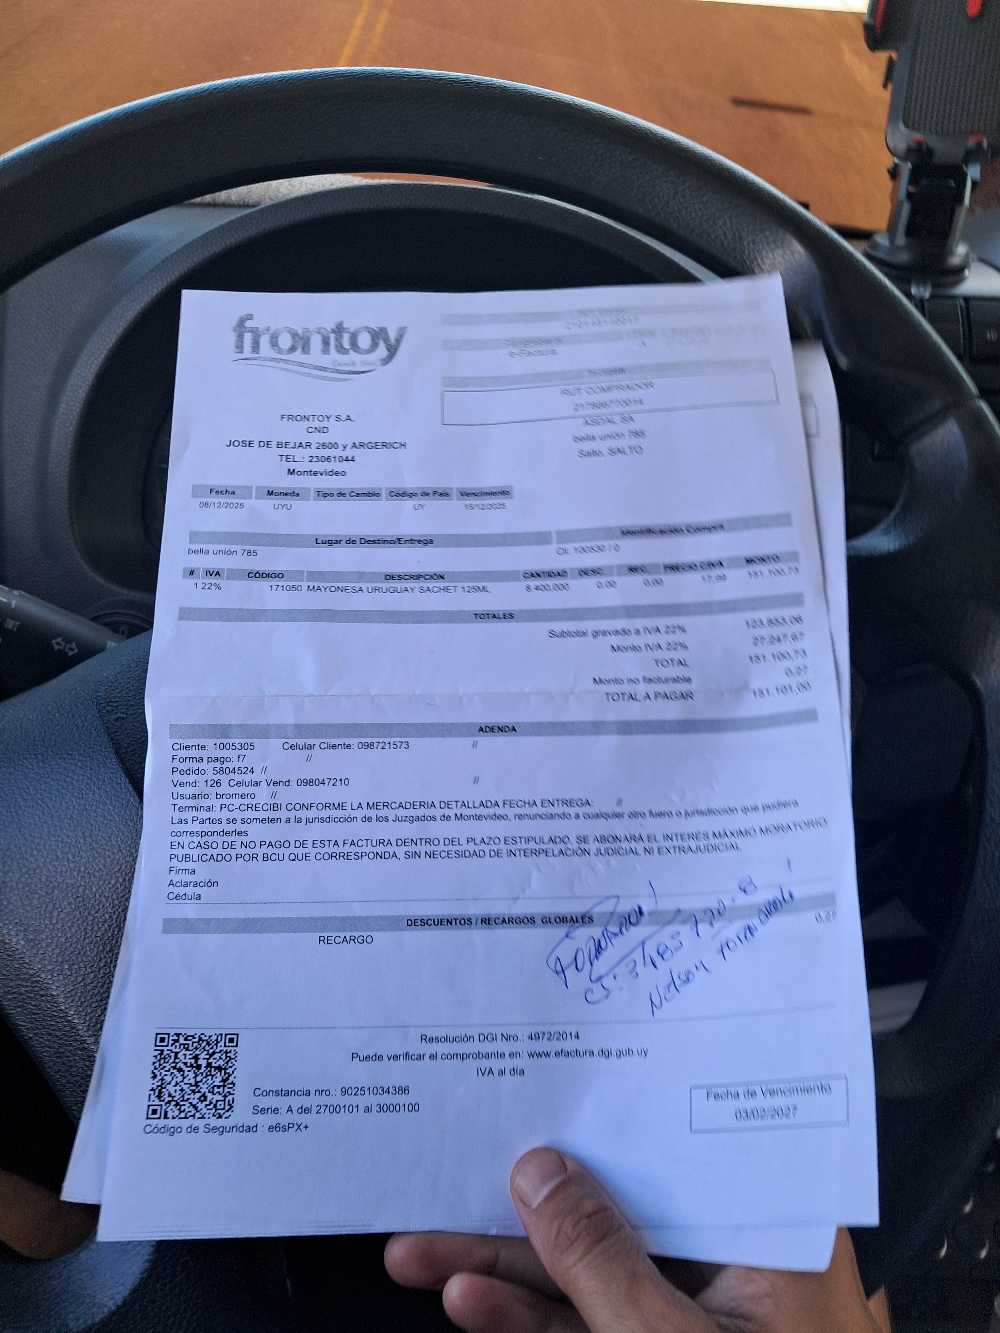 frontoy
FRONTOY S.A.
CND
JOSE DE BEJAR 2600 y ARGERICH
TEL.: 23061044
Montevideo
e-Factura
A
RUT COMPRADOR
ASDAL SA
bella unión 785
Salto, SALTO
Fecha Moneda Tipo de Cambio Código de País Vencimiento
08/12/2025 UYU UY 15/12/2025
Lugar de Destino/Entrega Identificación Compra
bella unión 785
# IVA CÓDIGO DESCRIPCIÓN CANTIDAD DESC. REC. PRECIO C/IVA MONTO
1 22% 171050 MAYONESA URUGUAY SACHET 125ML 8.400,000 0,00 0,00 17,99 151.100,73
TOTALES
Subtotal gravado a IVA 22% 123.853,06
Monto IVA 22% 27.247,67
TOTAL 151.100,73
Monto no facturable 0,27
TOTAL A PAGAR 151.101,00
ADENDA
Cliente: 1005305 Celular Cliente: 098721573 //
Forma pago: f7 //
Pedido: 5804524 //
Vend: 126 Celular Vend: 098047210 //
Usuario: bromero //
Terminal: PC-CRECIBI CONFORME LA MERCADERIA DETALLADA FECHA ENTREGA: //
Las Partes se someten a la jurisdicción de los Juzgados de Montevideo, renunciando a cualquier otro fuero o jurisdicción que pudiera
corresponderles
EN CASO DE NO PAGO DE ESTA FACTURA DENTRO DEL PLAZO ESTIPULADO, SE ABONARÁ EL INTERÉS MÁXIMO MORATORIO
PUBLICADO POR BCU QUE CORRESPONDA, SIN NECESIDAD DE INTERPELACIÓN JUDICIAL NI EXTRAJUDICIAL
Firma
Aclaración
Cédula
DESCUENTOS / RECARGOS GLOBALES
RECARGO 0,27
Nelson
Resolución DGI Nro.: 4972/2014
Puede verificar el comprobante en: www.efactura.dgi.gub.uy
IVA al día
Constancia nro.: 90251034386
Serie: A del 2700101 al 3000100
Código de Seguridad : e6sPX+
Fecha de Vencimiento
03/02/2027